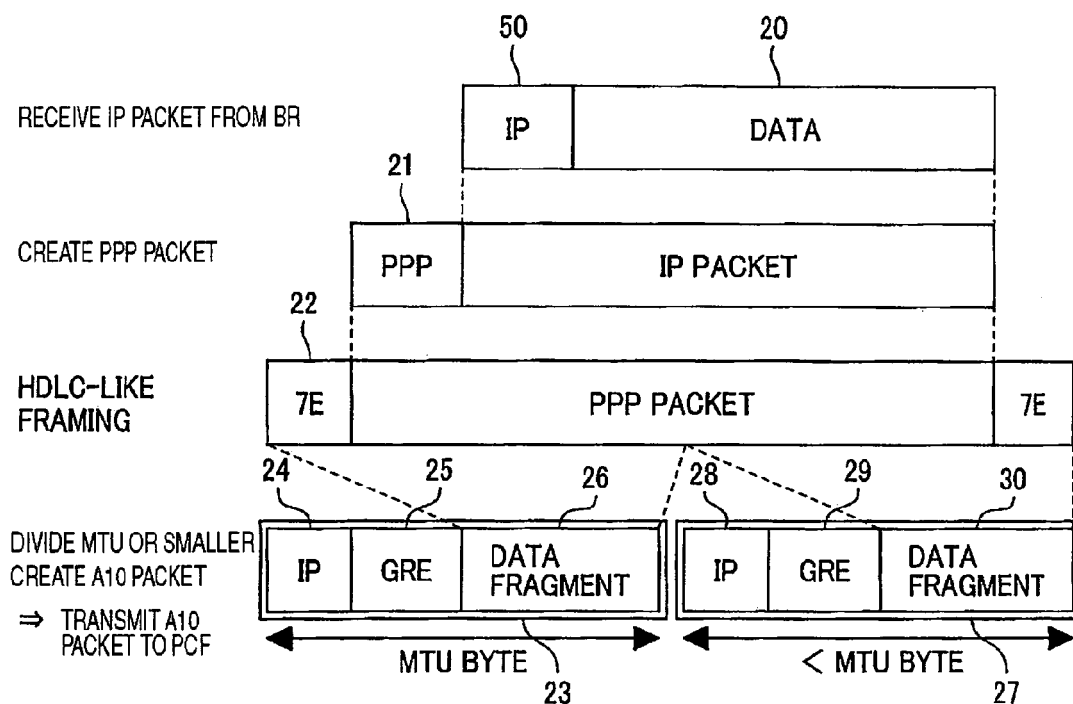 50 20
RECEIVE IP PACKET FROM BR IP DATA
21
CREATE PPP PACKET PPP IP PACKET
22
HDLC-LIKE
FRAMING
7E PPP PACKET 7E
24 25 26 28 29 30
DIVIDE MTU OR SMALLER
CREATE A10 PACKET
⇒ TRANSMIT A10
PACKET TO PCF
IP GRE DATA
FRAGMENT
IP GRE DATA
FRAGMENT
MTU BYTE < MTU BYTE
23 27